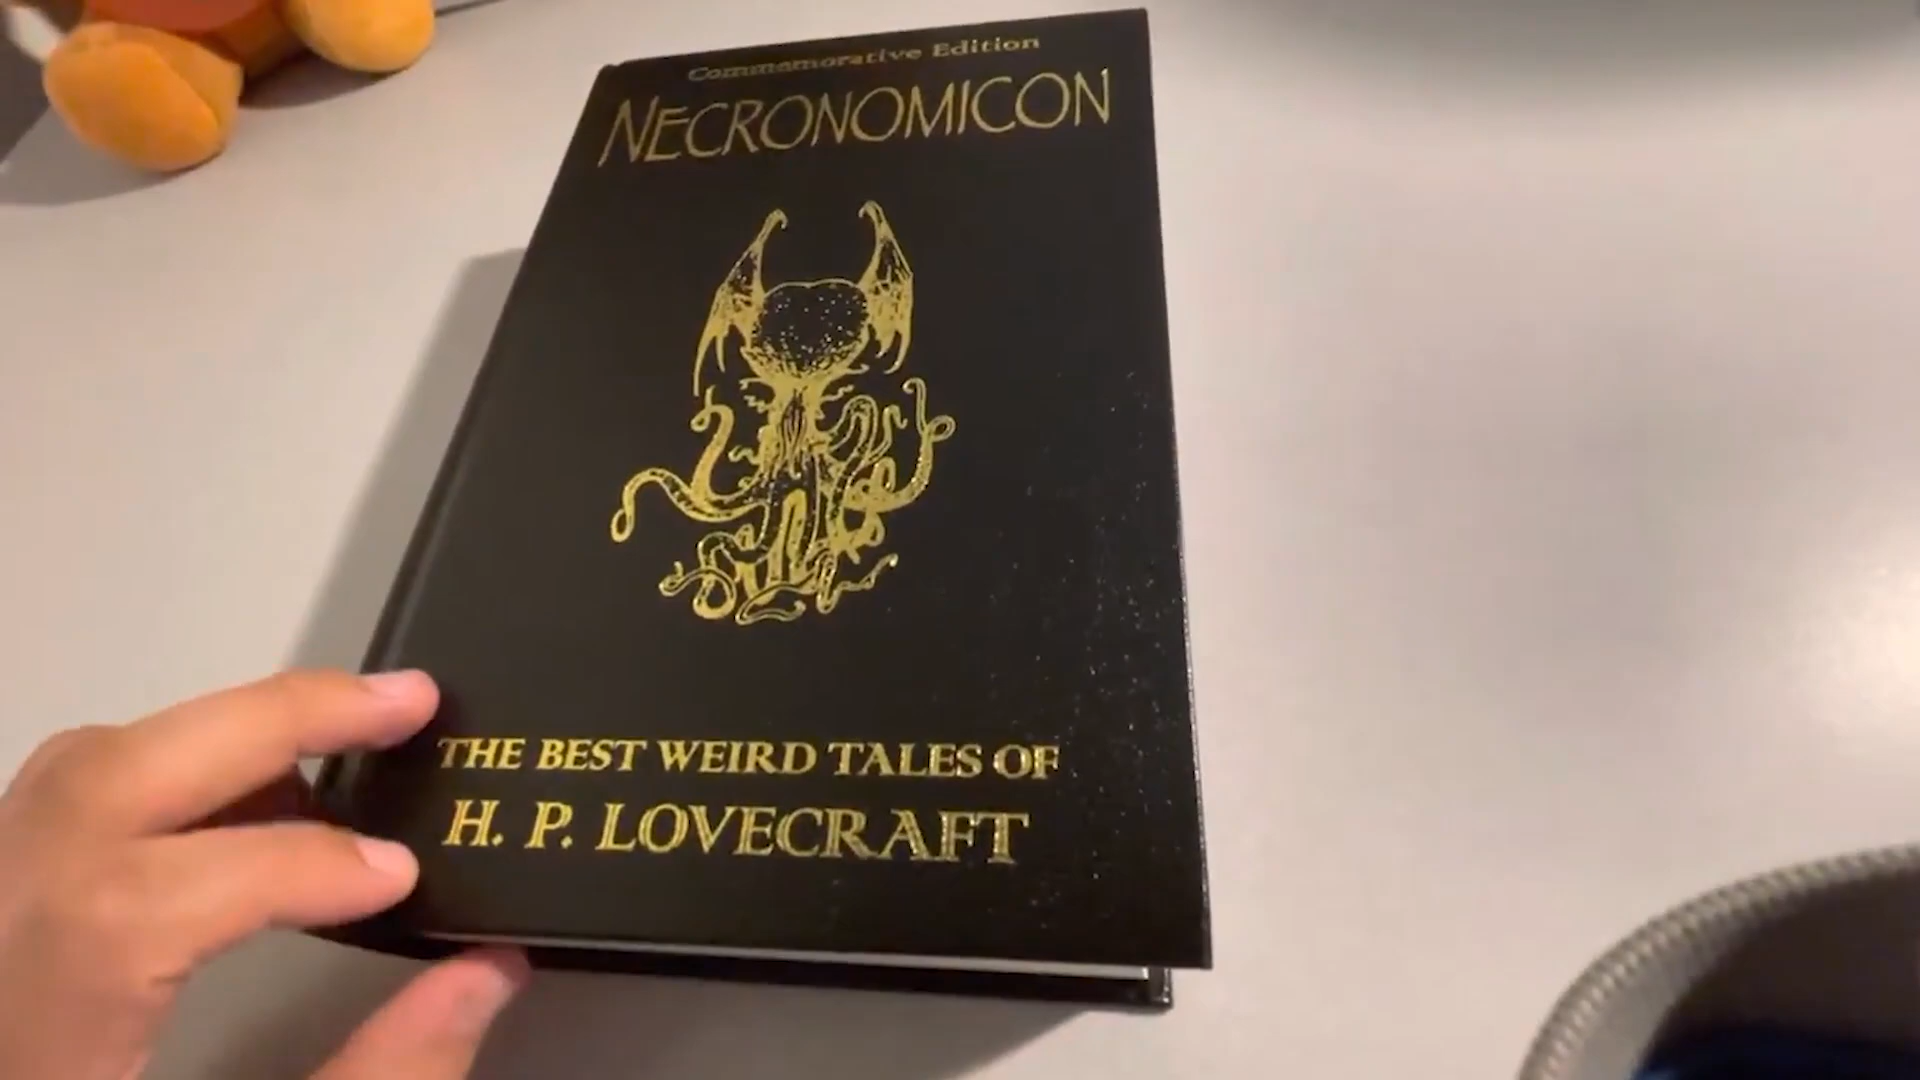 Commemorative Edition
NECRONOMICON
THE BEST WEIRD TALES OF
H. P. LOVECRAFT